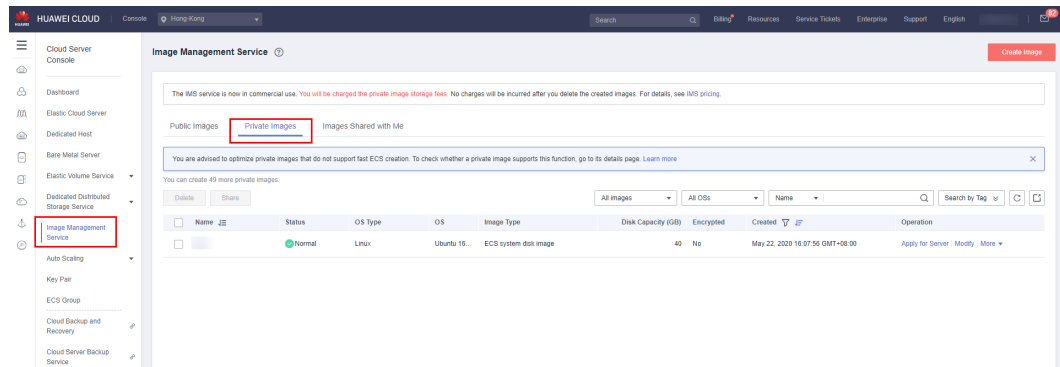 HUAWEI
HUAWEI CLOUD Console Hong-Kong Search Billing Resources Service Tickets Enterprise Support English 82
Cloud Server
Console
Dashboard
Elastic Cloud Server
Dedicated Host
Bare Metal Server
Elastic Volume Service
Dedicated Distributed
Storage Service
Image Management
Service
Auto Scaling
Key Pair
ECS Group
Cloud Backup and
Recovery
Cloud Server Backup
Service
Image Management Service ?
Create Image
The IMS service is now in commercial use. You will be charged the private image storage fees. No charges will be incurred after you delete the created images. For details, see IMS pricing.
Public Images Private Images Images Shared with Me
You are advised to optimize private images that do not support fast ECS creation. To check whether a private image supports this function, go to its details page. Learn more
You can create 49 more private images.
Delete Share All images All OSs Name Search by Tag
Name Status OS Type OS Image Type Disk Capacity (GB) Encrypted Created Operation
Normal Linux Ubuntu 16... ECS system disk image 40 No May 22, 2020 16:07:56 GMT+08:00 Apply for Server Modify More